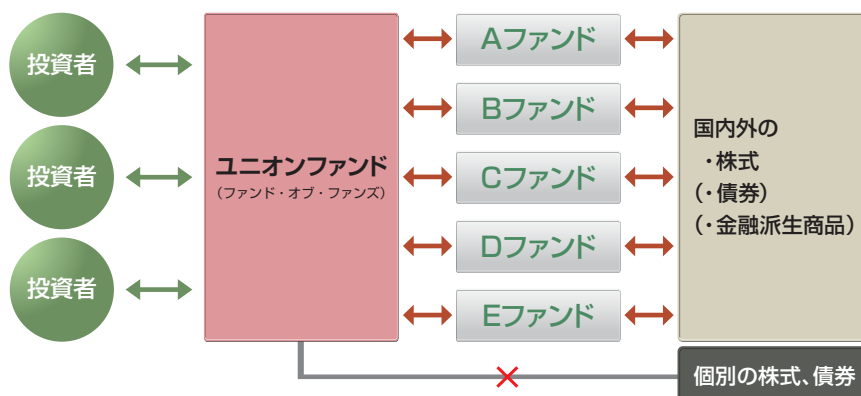 投資者
投資者
投資者
ユニオンファンド
(ファンド・オブ・ファンズ)
Aファンド
Bファンド
Cファンド
Dファンド
Eファンド
国内外の
・株式
(・債券)
(・金融派生商品)
個別の株式、債券